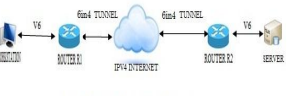 6in4 TUNNEL
6in4 TUNNEL
V6
V6
ROUTER R1
IPV4 INTERNET
ROUTER R2
SERVER